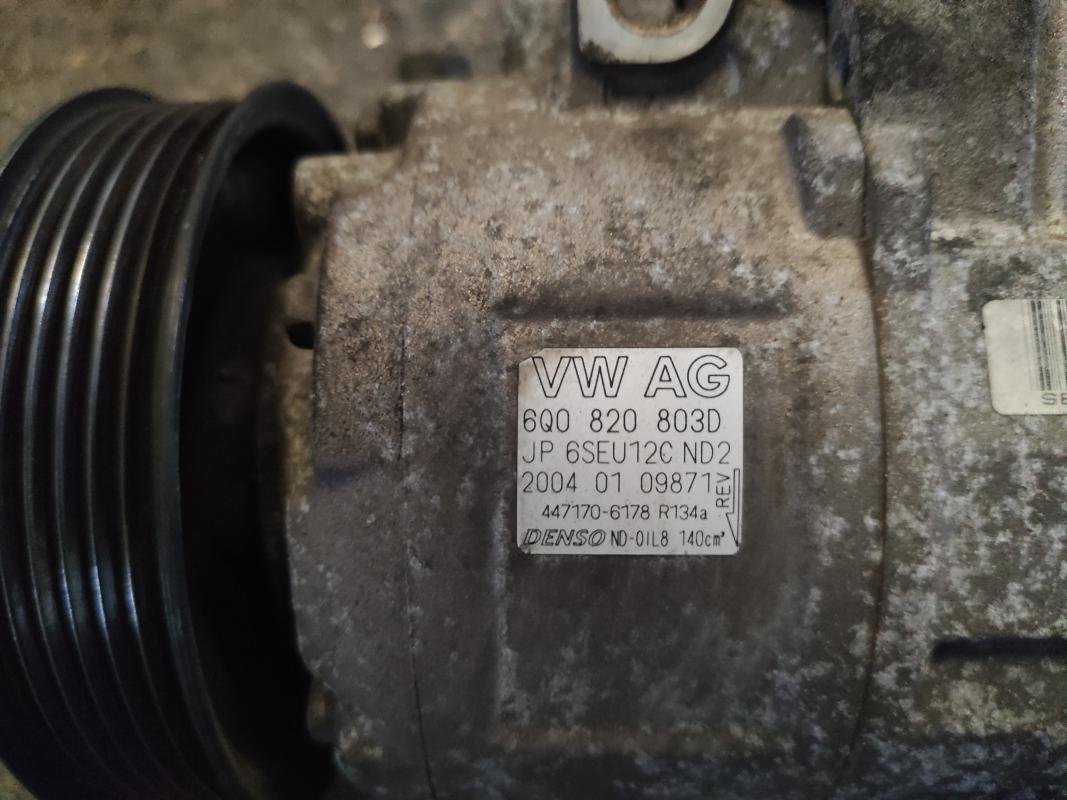 VW AG
6Q0 820 803D
JP 6SEU12C ND2
2004 01 09871
REV
447170-6178 R134a
DENSO ND-OIL8 140cm³